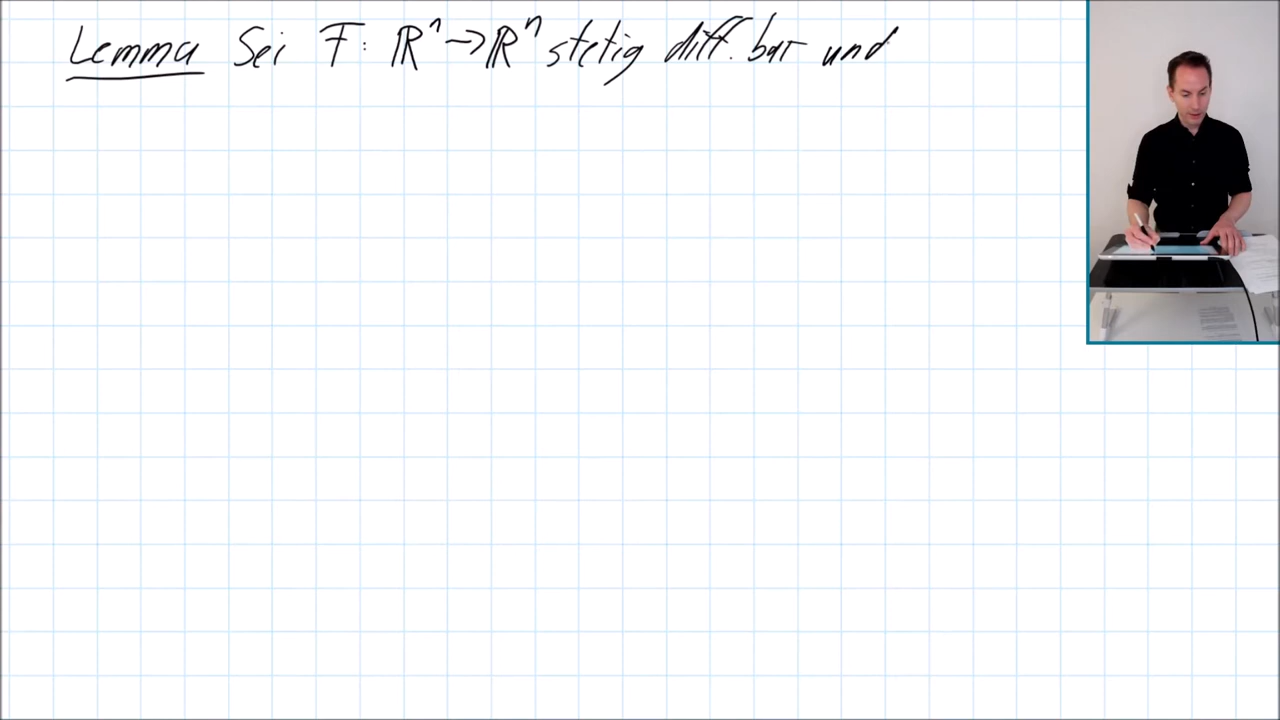 Lemma Sei F: ℝⁿ → ℝⁿ stetig diff.bar und